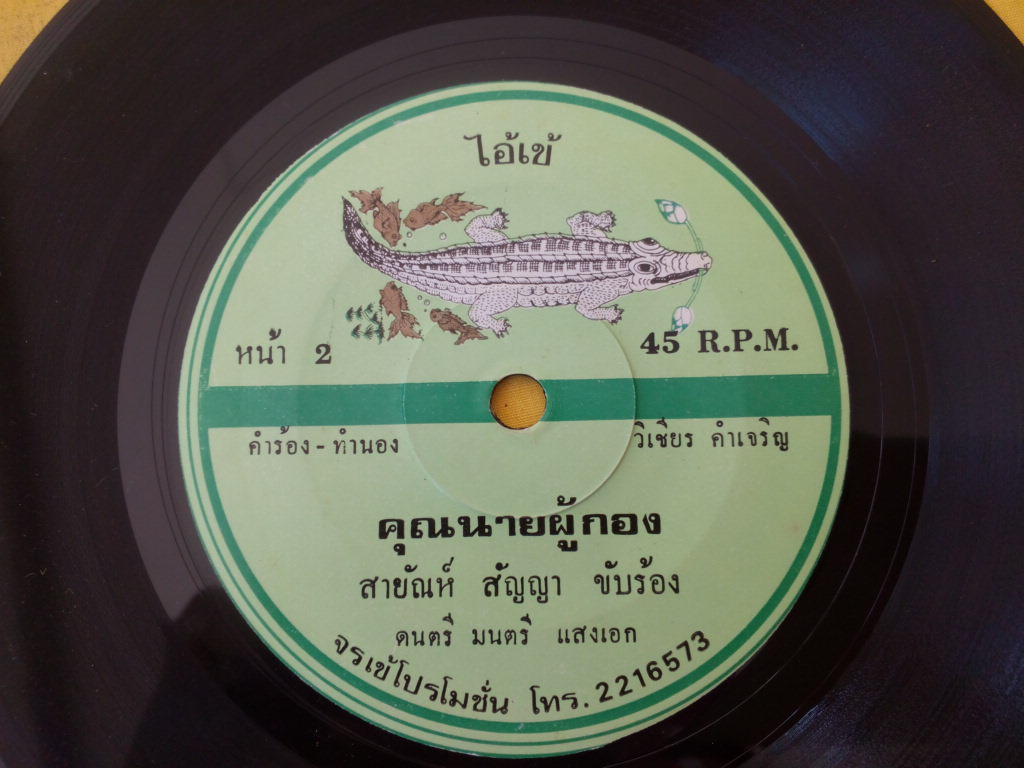 ไอ้เข้
หน้า 2
45 R.P.M.
คำร้อง - ทำนอง
วิเชียร คำเจริญ
คุณนายผู้กอง
สายัณห์ สัญญา ขับร้อง
ดนตรี มนตรี แสงเอก
จรเข้โปรโมชั่น โทร. 2216573